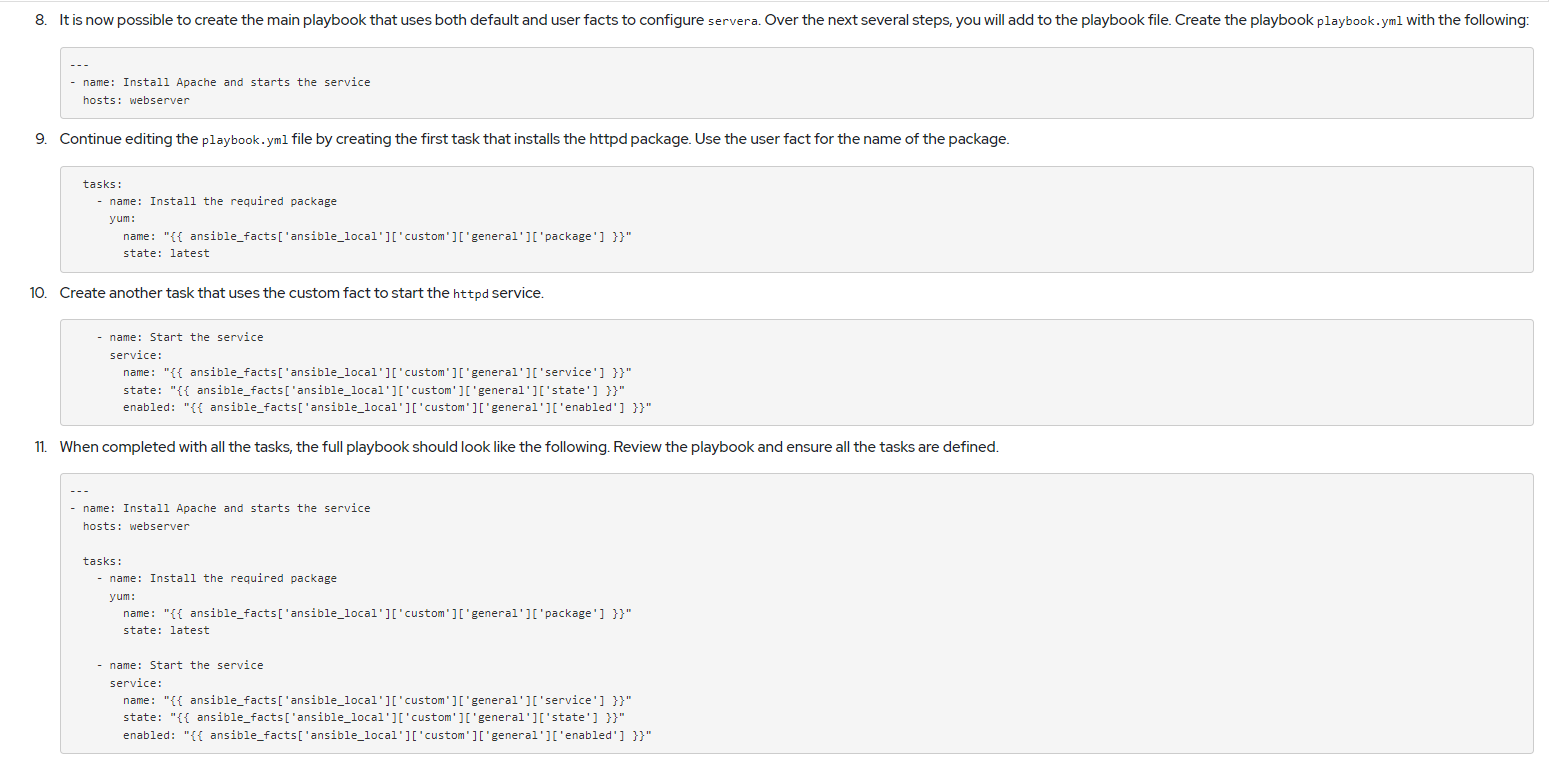 8. It is now possible to create the main playbook that uses both default and user facts to configure servera. Over the next several steps, you will add to the playbook file. Create the playbook playbook.yml with the following:
---
- name: Install Apache and starts the service
  hosts: webserver
9. Continue editing the playbook.yml file by creating the first task that installs the httpd package. Use the user fact for the name of the package.
  tasks:
    - name: Install the required package
      yum:
        name: "{{ ansible_facts['ansible_local']['custom']['general']['package'] }}"
        state: latest
10. Create another task that uses the custom fact to start the httpd service.
    - name: Start the service
      service:
        name: "{{ ansible_facts['ansible_local']['custom']['general']['service'] }}"
        state: "{{ ansible_facts['ansible_local']['custom']['general']['state'] }}"
        enabled: "{{ ansible_facts['ansible_local']['custom']['general']['enabled'] }}"
11. When completed with all the tasks, the full playbook should look like the following. Review the playbook and ensure all the tasks are defined.
---
- name: Install Apache and starts the service
  hosts: webserver

  tasks:
    - name: Install the required package
      yum:
        name: "{{ ansible_facts['ansible_local']['custom']['general']['package'] }}"
        state: latest

    - name: Start the service
      service:
        name: "{{ ansible_facts['ansible_local']['custom']['general']['service'] }}"
        state: "{{ ansible_facts['ansible_local']['custom']['general']['state'] }}"
        enabled: "{{ ansible_facts['ansible_local']['custom']['general']['enabled'] }}"